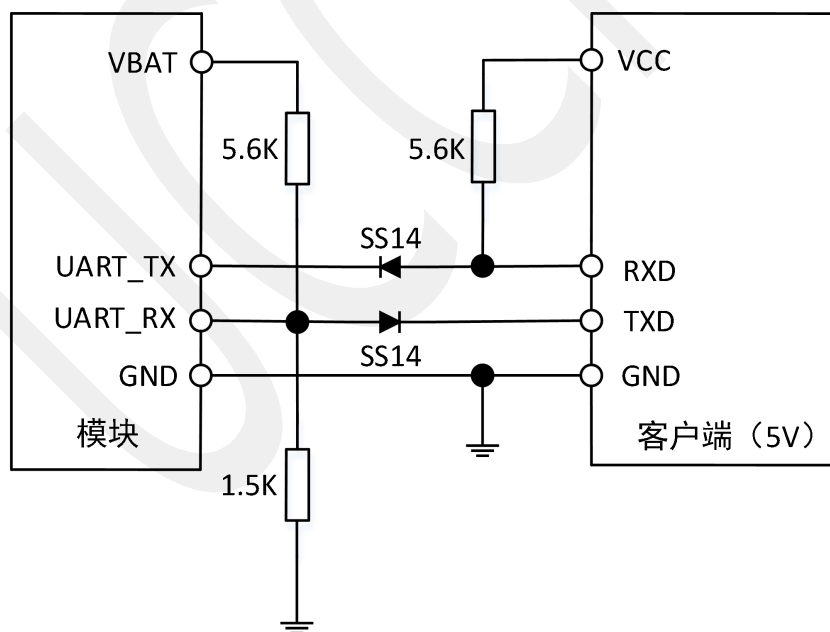 VBAT
VCC
5.6K
5.6K
SS14
UART_TX
RXD
UART_RX
TXD
SS14
GND
GND
模块
客户端（5V）
1.5K